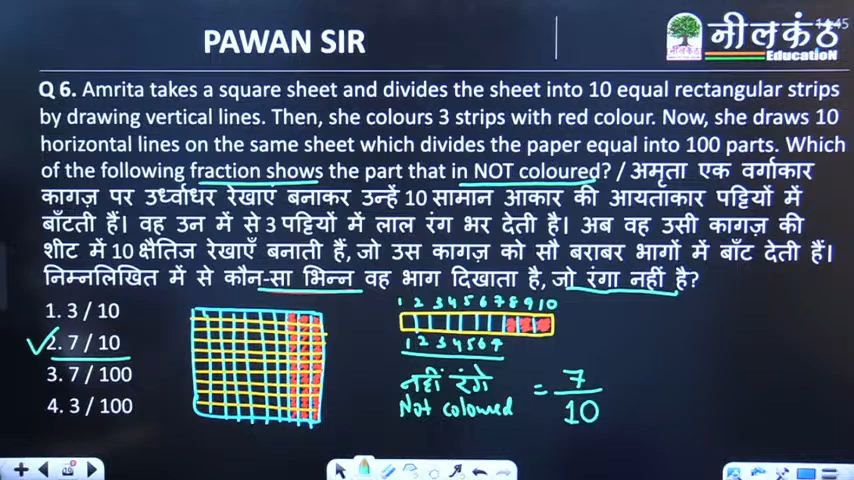 PAWAN SIR
नीलकंठ
EducatioN
नीलकंठ
Q 6. Amrita takes a square sheet and divides the sheet into 10 equal rectangular strips
by drawing vertical lines. Then, she colours 3 strips with red colour. Now, she draws 10
horizontal lines on the same sheet which divides the paper equal into 100 parts. Which
of the following fraction shows the part that in NOT coloured? / अमृता एक वर्गाकार
कागज़ पर उर्ध्वाधर रेखाएं बनाकर उन्हें 10 सामान आकार की आयताकार पट्टियों में
बाँटती हैं। वह उन में से 3 पट्टियों में लाल रंग भर देती है। अब वह उसी कागज़ की
शीट में 10 क्षैतिज रेखाएँ बनाती हैं, जो उस कागज़ को सौ बराबर भागों में बाँट देती हैं।
निम्नलिखित में से कौन-सा भिन्न वह भाग दिखाता है, जो रंगा नहीं है?
1. 3 / 10
2. 7 / 10
3. 7 / 100
4. 3 / 100
1 2 3 4 5 6 7 8 9 10
1 2 3 4 5 6 7
नहीं रंगे
Not coloured = 7/10